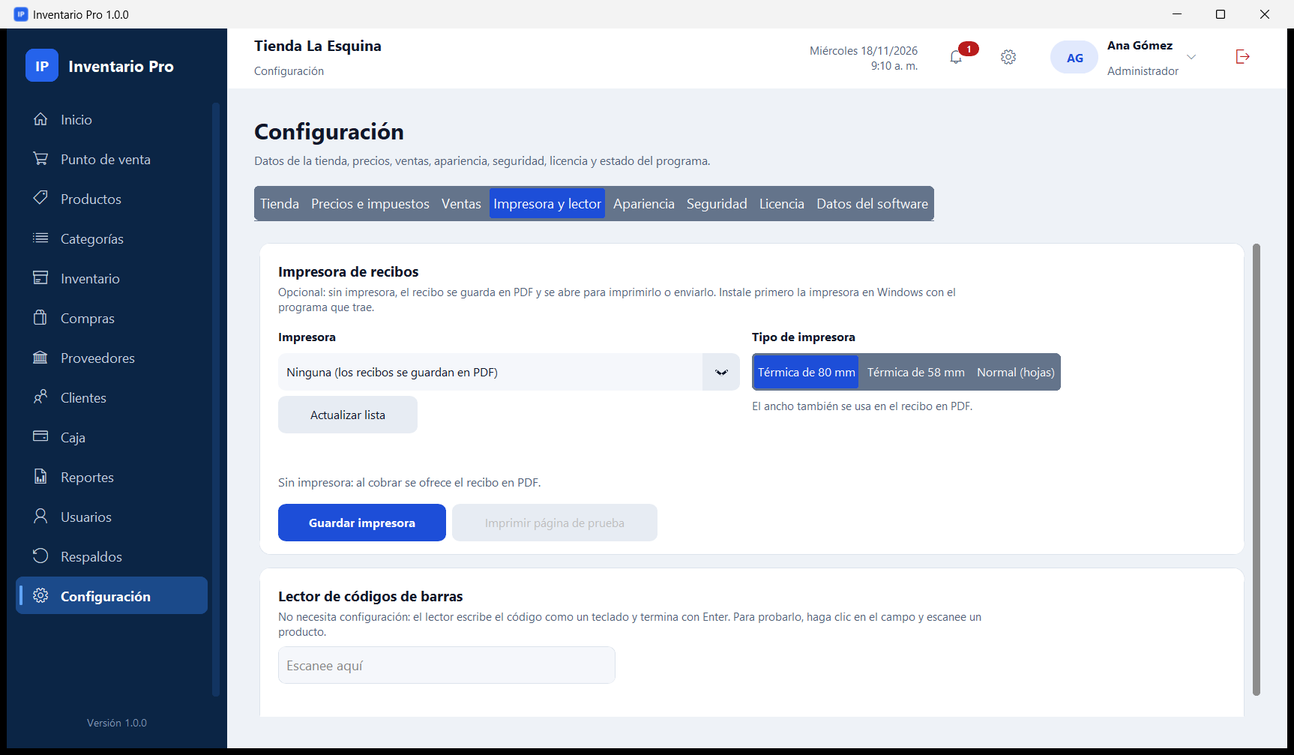 IP Inventario Pro 1.0.0
IP Inventario Pro
Inicio
Punto de venta
Productos
Categorías
Inventario
Compras
Proveedores
Clientes
Caja
Reportes
Usuarios
Respaldos
Configuración
Versión 1.0.0
Tienda La Esquina
Configuración
Miércoles 18/11/2026
9:10 a. m.
1
AG
Ana Gómez
Administrador
Configuración
Datos de la tienda, precios, ventas, apariencia, seguridad, licencia y estado del programa.
Tienda Precios e impuestos Ventas Impresora y lector Apariencia Seguridad Licencia Datos del software
Impresora de recibos
Opcional: sin impresora, el recibo se guarda en PDF y se abre para imprimirlo o enviarlo. Instale primero la impresora en Windows con el
programa que trae.
Impresora
Ninguna (los recibos se guardan en PDF)
Actualizar lista
Tipo de impresora
Térmica de 80 mm Térmica de 58 mm Normal (hojas)
El ancho también se usa en el recibo en PDF.
Sin impresora: al cobrar se ofrece el recibo en PDF.
Guardar impresora Imprimir página de prueba
Lector de códigos de barras
No necesita configuración: el lector escribe el código como un teclado y termina con Enter. Para probarlo, haga clic en el campo y escanee un
producto.
Escanee aquí